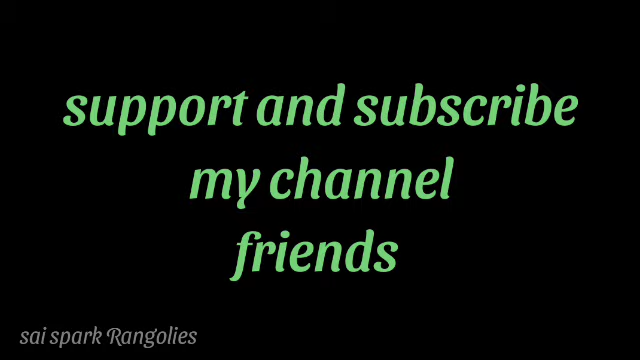 support and subscribe
my channel
friends
sai spark Rangolies